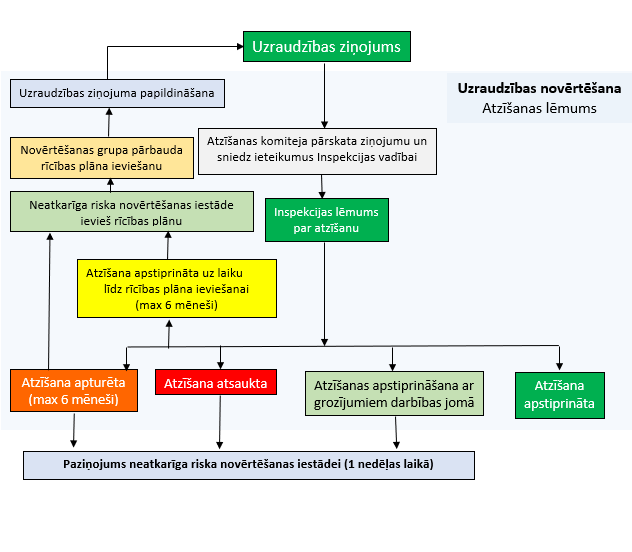 Uzraudzības ziņojums
Uzraudzības novērtēšana
Atzīšanas lēmums
Uzraudzības ziņojuma papildināšana
Atzīšanas komiteja pārskata ziņojumu un
sniedz ieteikumus Inspekcijas vadībai
Novērtēšanas grupa pārbauda
rīcības plāna ieviešanu
Neatkarīga riska novērtēšanas iestāde
ievieš rīcības plānu
Inspekcijas lēmums
par atzīšanu
Atzīšana apstiprināta uz laiku
līdz rīcības plāna ieviešanai
(max 6 mēneši)
Atzīšana apturēta
(max 6 mēneši)
Atzīšana atsaukta
Atzīšanas apstiprināšana ar
grozījumiem darbības jomā
Atzīšana
apstiprināta
Paziņojums neatkarīga riska novērtēšanas iestādei (1 nedēļas laikā)